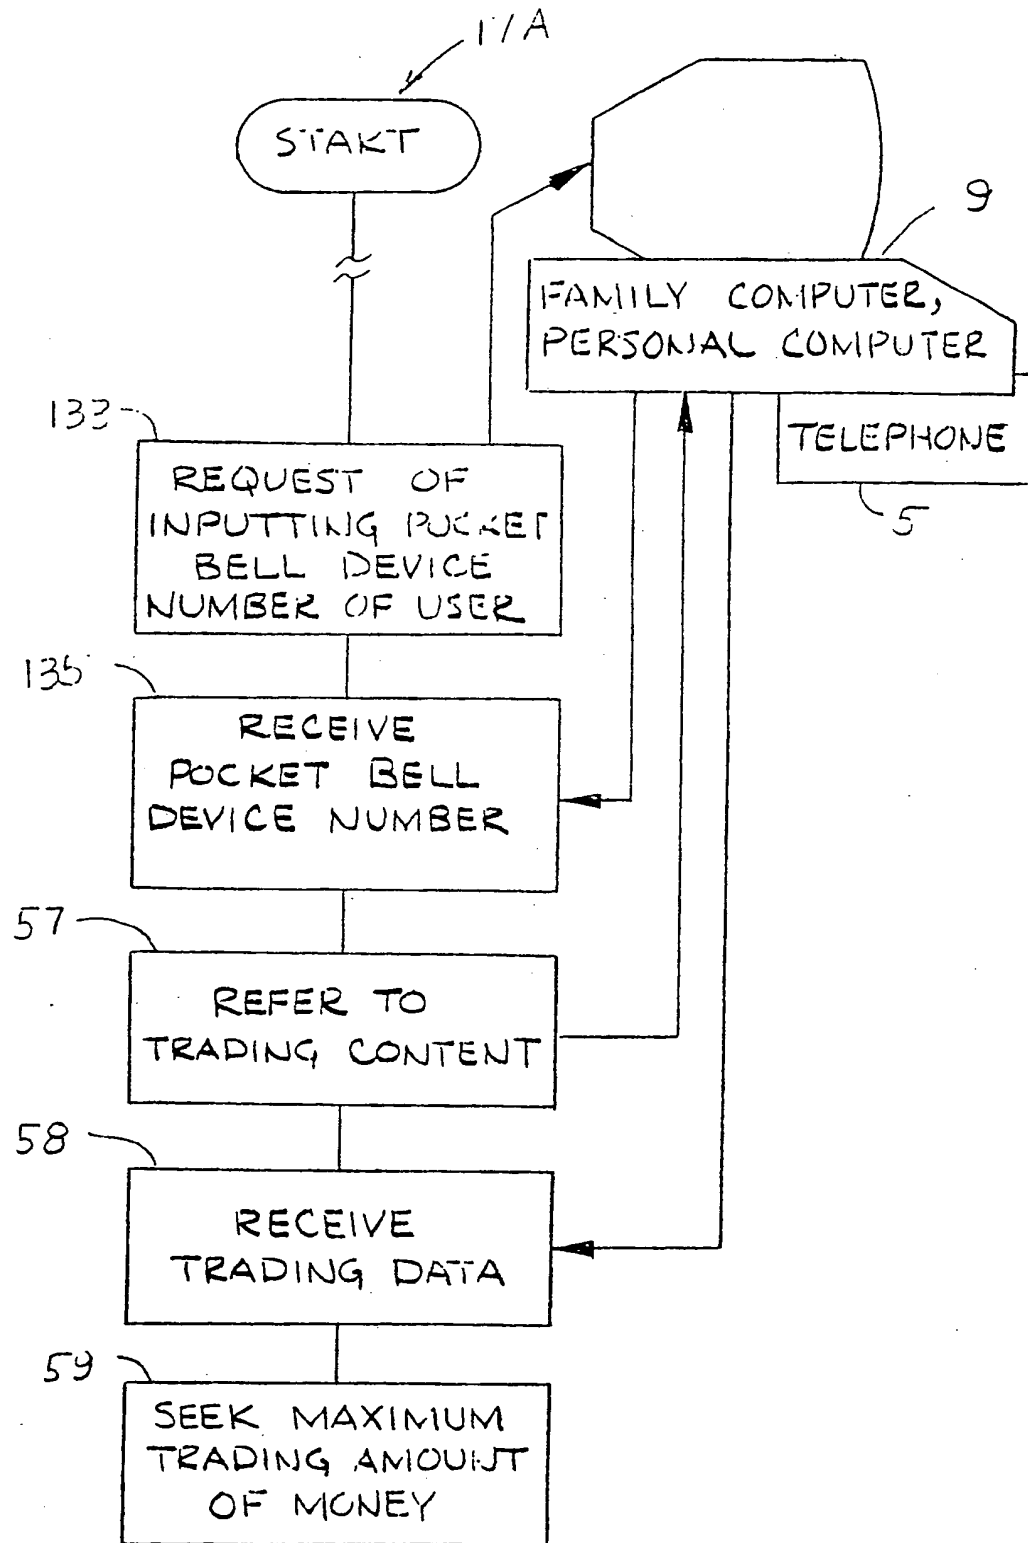 17A
START
9
FAMILY COMPUTER,
PERSONAL COMPUTER
TELEPHONE
5
133
REQUEST OF
INPUTTING POCKET
BELL DEVICE
NUMBER OF USER
135
RECEIVE
POCKET BELL
DEVICE NUMBER
57
REFER TO
TRADING CONTENT
58
RECEIVE
TRADING DATA
59
SEEK MAXIMUM
TRADING AMOUNT
OF MONEY